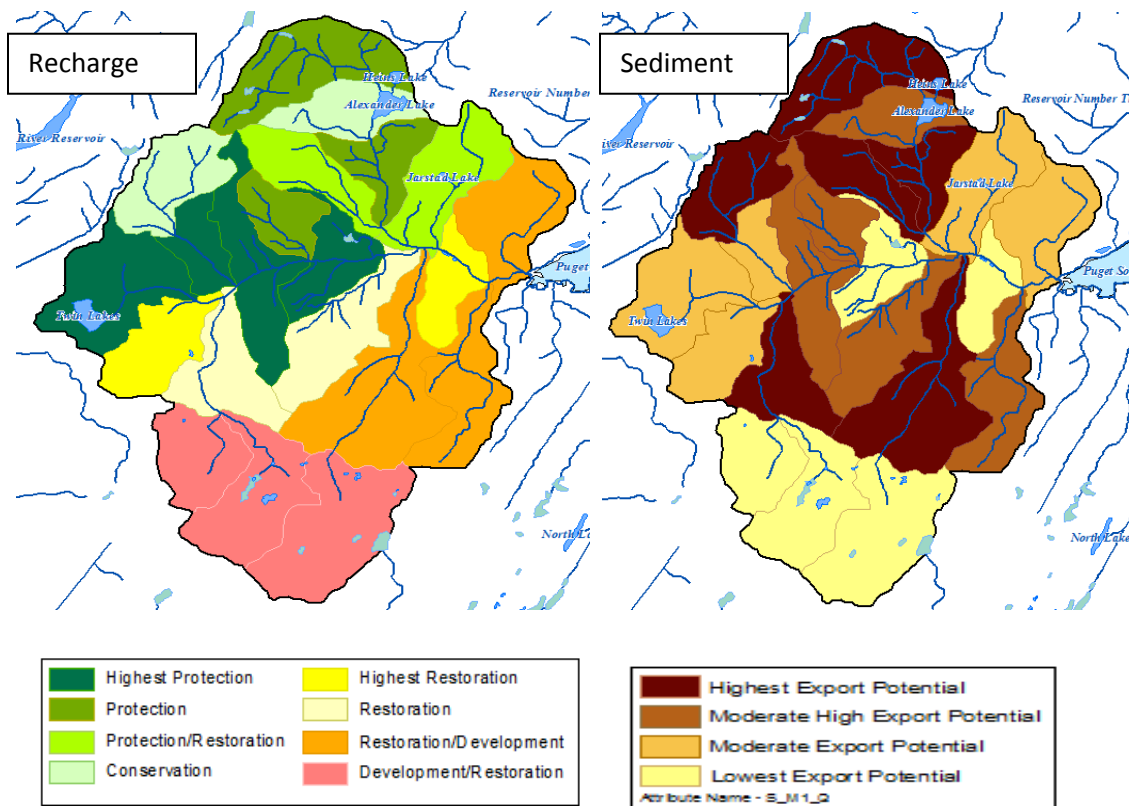 Recharge
Heins Lake
Alexander Lake
Reservoir Number
River Reservoir
Jarstad Lake
Puget
Twin Lakes
North La
Sediment
Heins Lake
Alexander Lake
Reservoir Number T
iver Reservoir
Jarstad Lake
Puget So
Twin Lakes
North Lake
Highest Protection
Protection
Protection/Restoration
Conservation
Highest Restoration
Restoration
Restoration/Development
Development/Restoration
Highest Export Potential
Moderate High Export Potential
Moderate Export Potential
Lowest Export Potential
Attribute Name - S_M1_Q